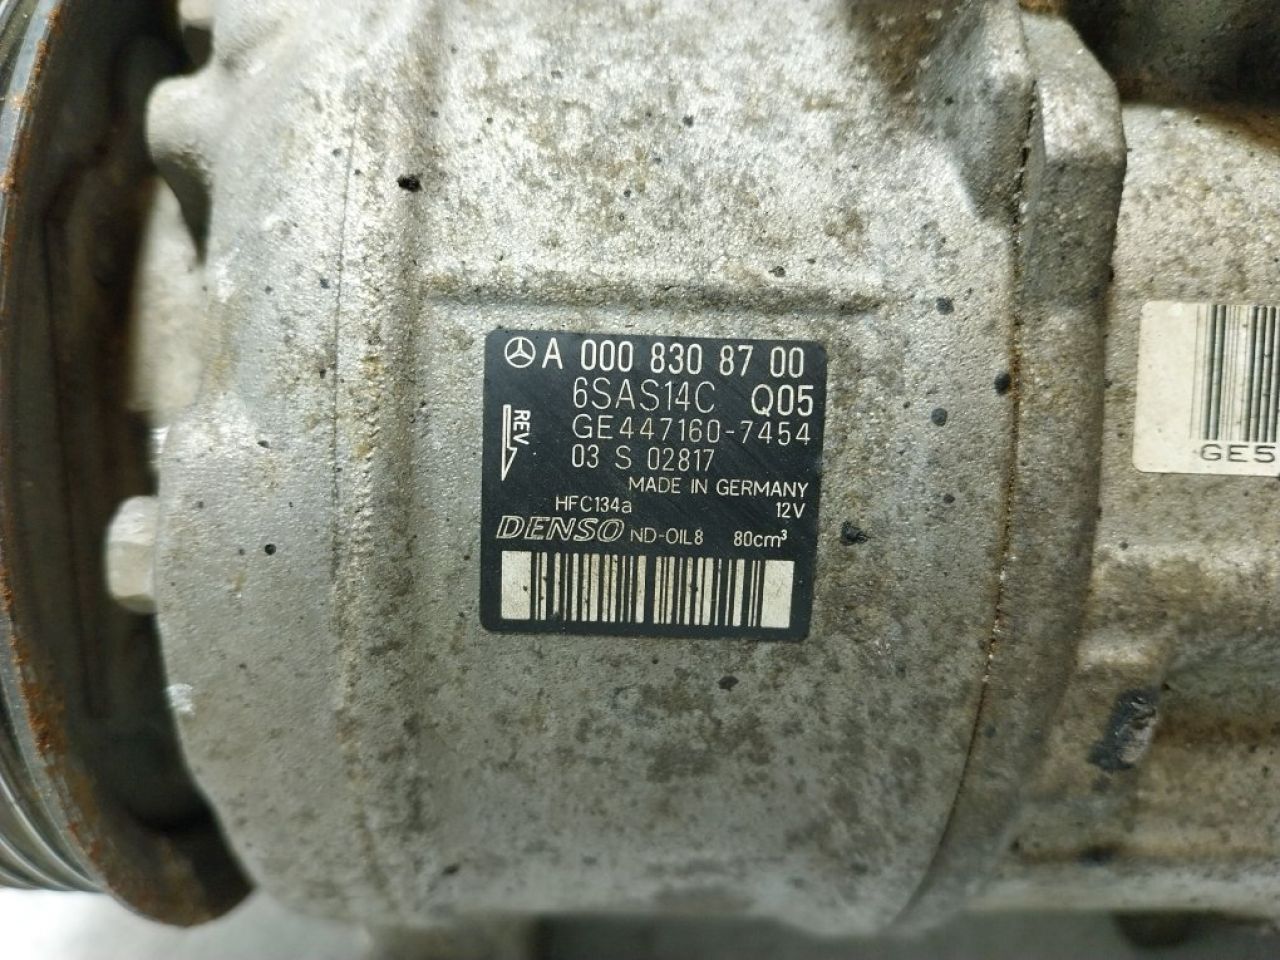 A 000 830 87 00
6SAS14C Q05
REV
GE447160-7454
03 S 02817
MADE IN GERMANY
HFC134a 12V
DENSO ND-OIL8 80cm³
GE5